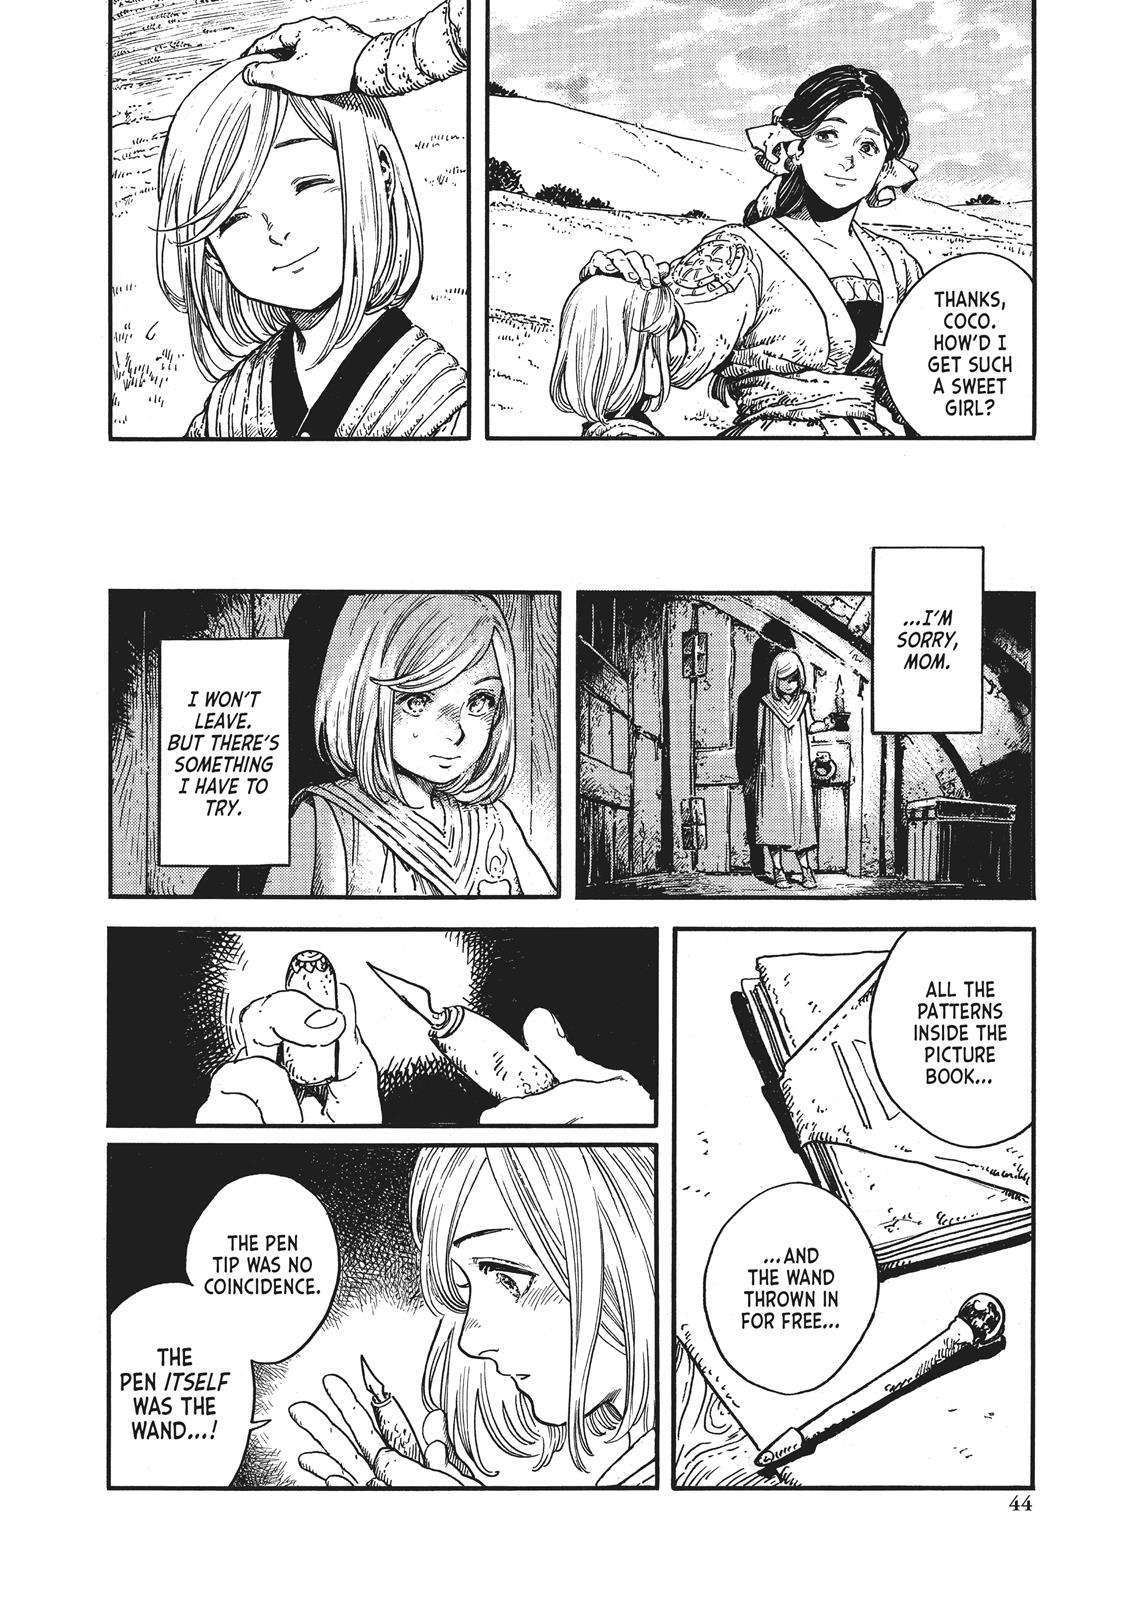 THANKS,
COCO.
HOW'D I
GET SUCH
A SWEET
GIRL?
...I'M
SORRY,
MOM.
I WON'T
LEAVE.
BUT THERE'S
SOMETHING
I HAVE TO
TRY.
ALL THE
PATTERNS
INSIDE THE
PICTURE
BOOK...
...AND
THE WAND
THROWN IN
FOR FREE...
THE PEN
TIP WAS NO
COINCIDENCE.
THE
PEN ITSELF
WAS THE
WAND...!
44